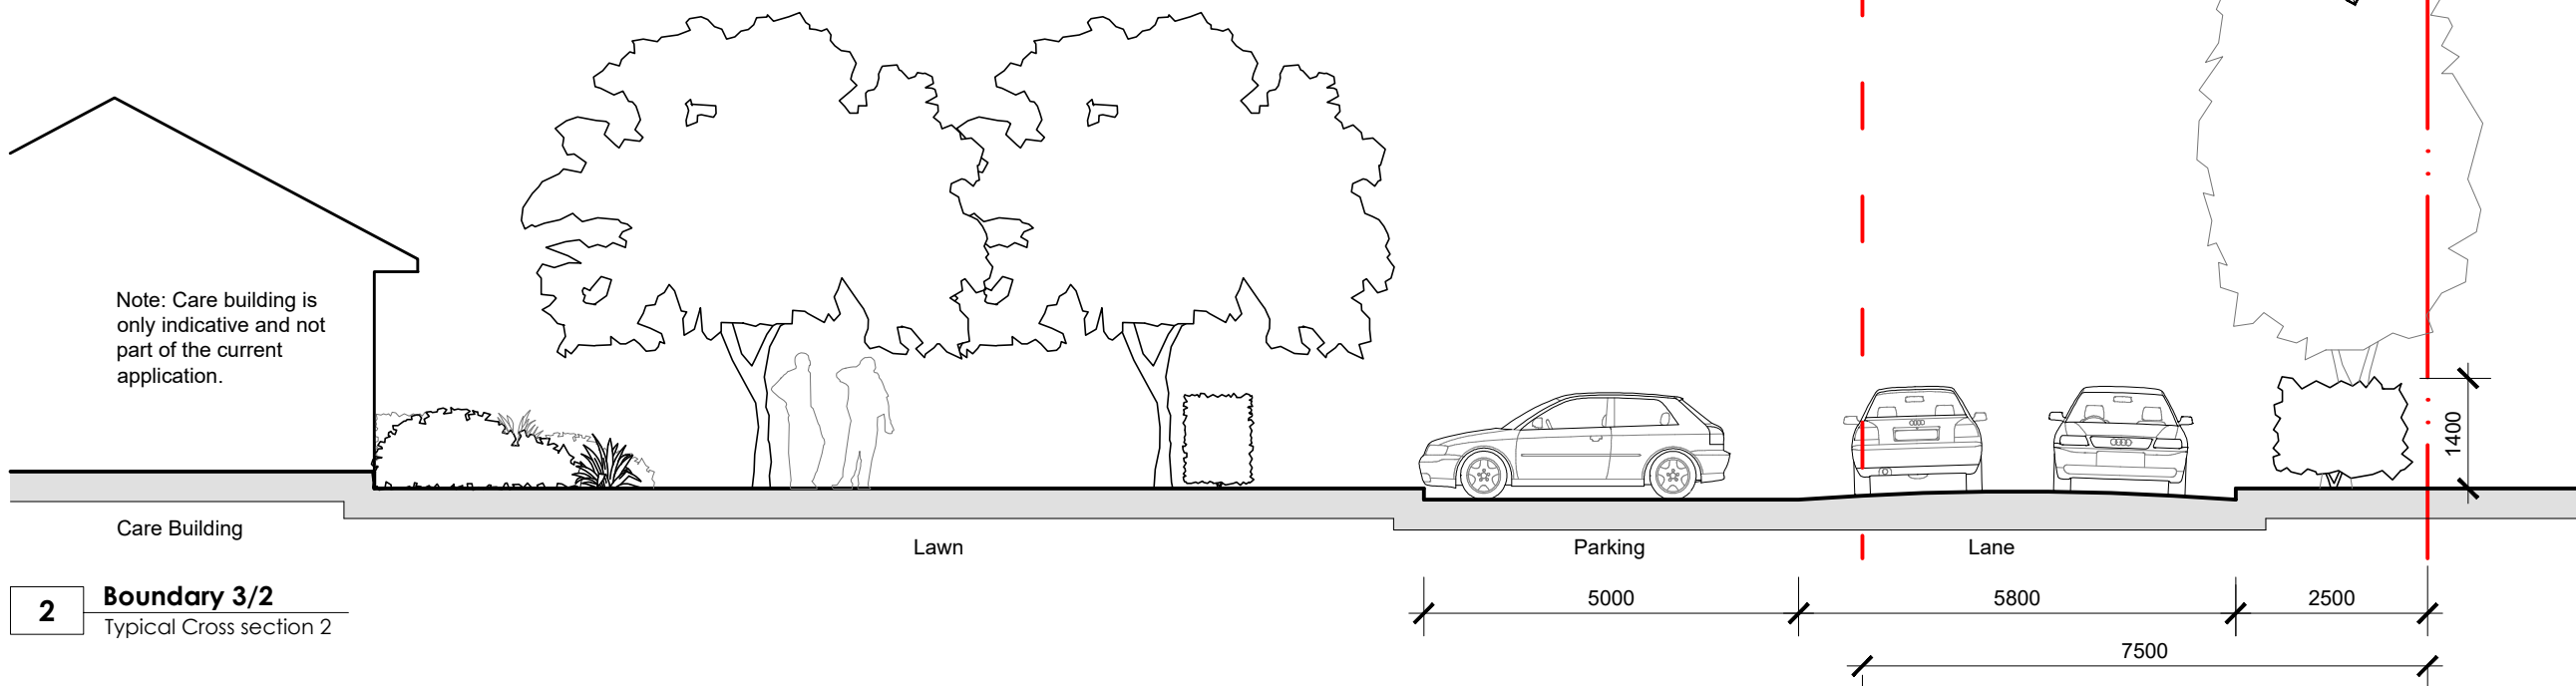 Note: Care building is
only indicative and not
part of the current
application.
1400
Care Building
Lawn
Parking
Lane
2
Boundary 3/2
Typical Cross section 2
5000
5800
2500
7500